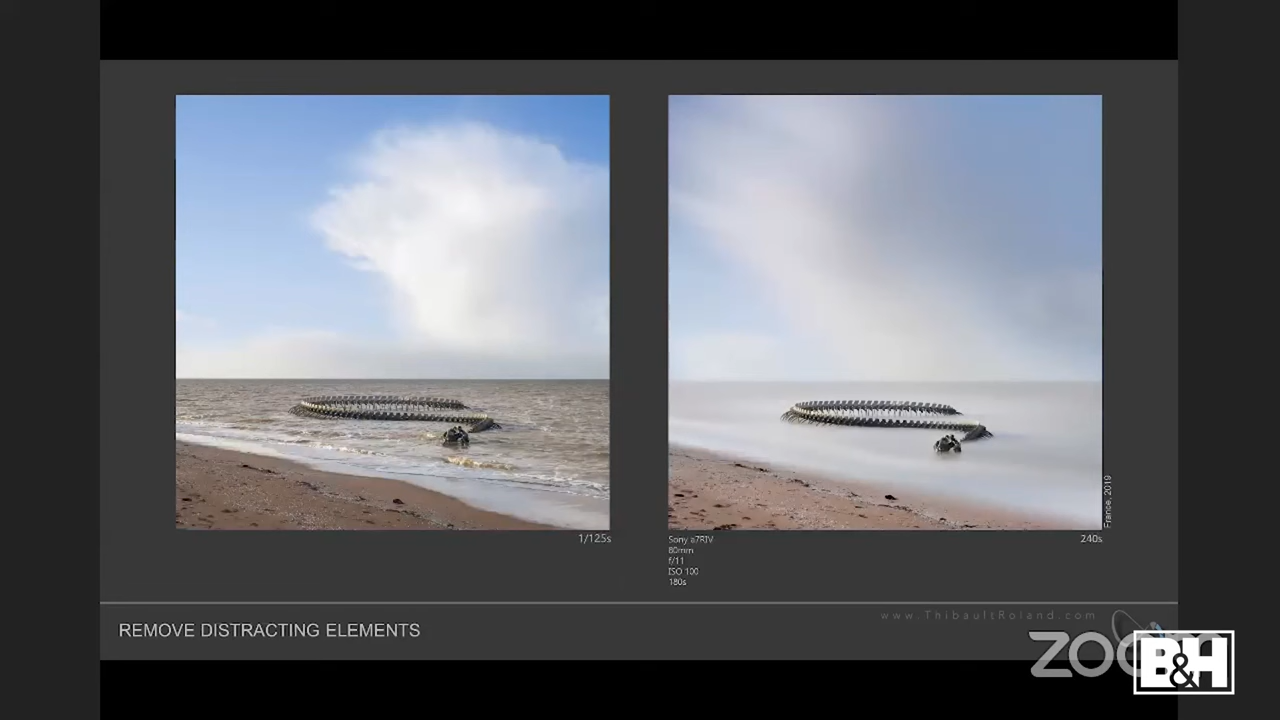 1/125s
Sony a7RIV
80mm
f/11
ISO 100
180s
240s
France, 2019
REMOVE DISTRACTING ELEMENTS
www.ThibaultRoland.com
B&H